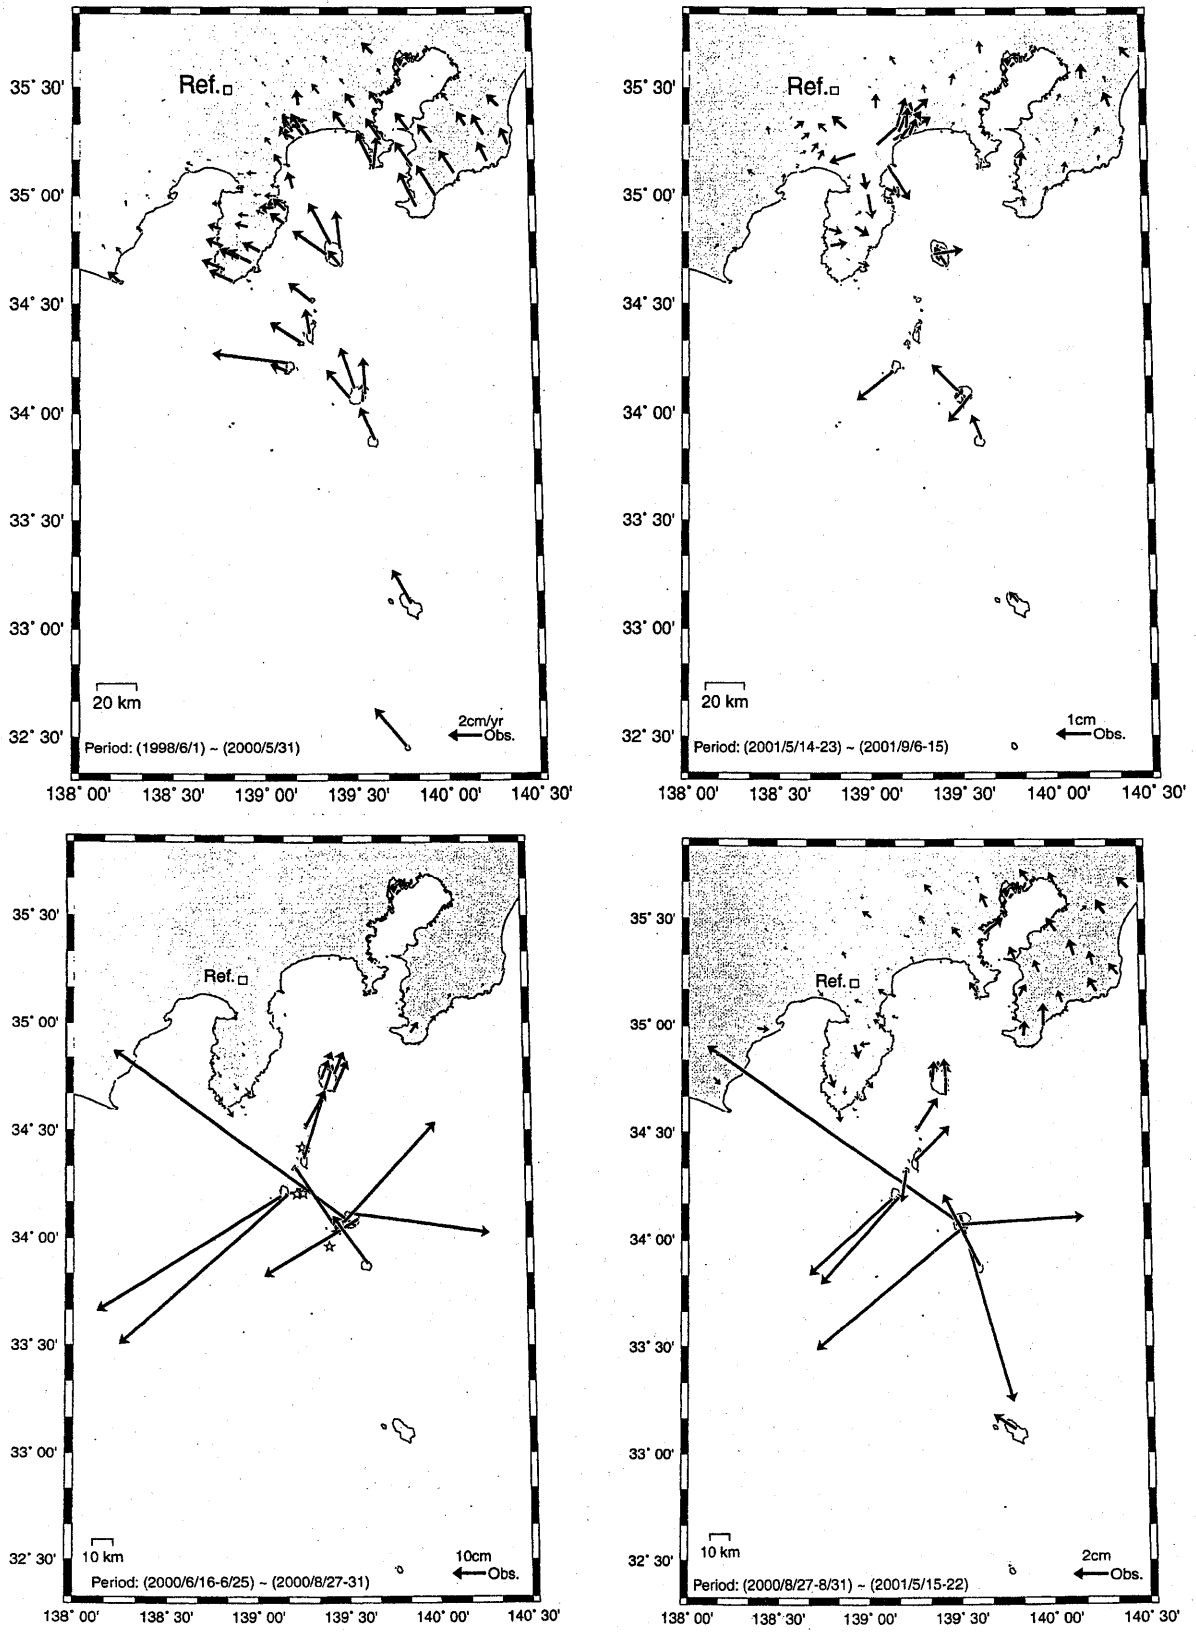 Ref.
35° 30'
35° 00'
34° 30'
34° 00'
33° 30'
33° 00'
32° 30'
20 km
2cm/yr
Obs.
Period: (1998/6/1) ~ (2000/5/31)
138° 00' 138° 30' 139° 00' 139° 30' 140° 00' 140° 30'
Ref.
35° 30'
35° 00'
34° 30'
34° 00'
33° 30'
33° 00'
32° 30'
20 km
1cm
Obs.
Period: (2001/5/14-23) ~ (2001/9/6-15)
138° 00' 138° 30' 139° 00' 139° 30' 140° 00' 140° 30'
35° 30'
Ref.
35° 00'
34° 30'
34° 00'
33° 30'
33° 00'
32° 30'
10 km
10cm
Obs.
Period: (2000/6/16-6/25) ~ (2000/8/27-31)
138° 00' 138° 30' 139° 00' 139° 30' 140° 00' 140° 30'
35° 30'
Ref.
35° 00'
34° 30'
34° 00'
33° 30'
33° 00'
32° 30'
10 km
2cm
Obs.
Period: (2000/8/27-8/31) ~ (2001/5/15-22)
138° 00' 138° 30' 139° 00' 139° 30' 140° 00' 140° 30'